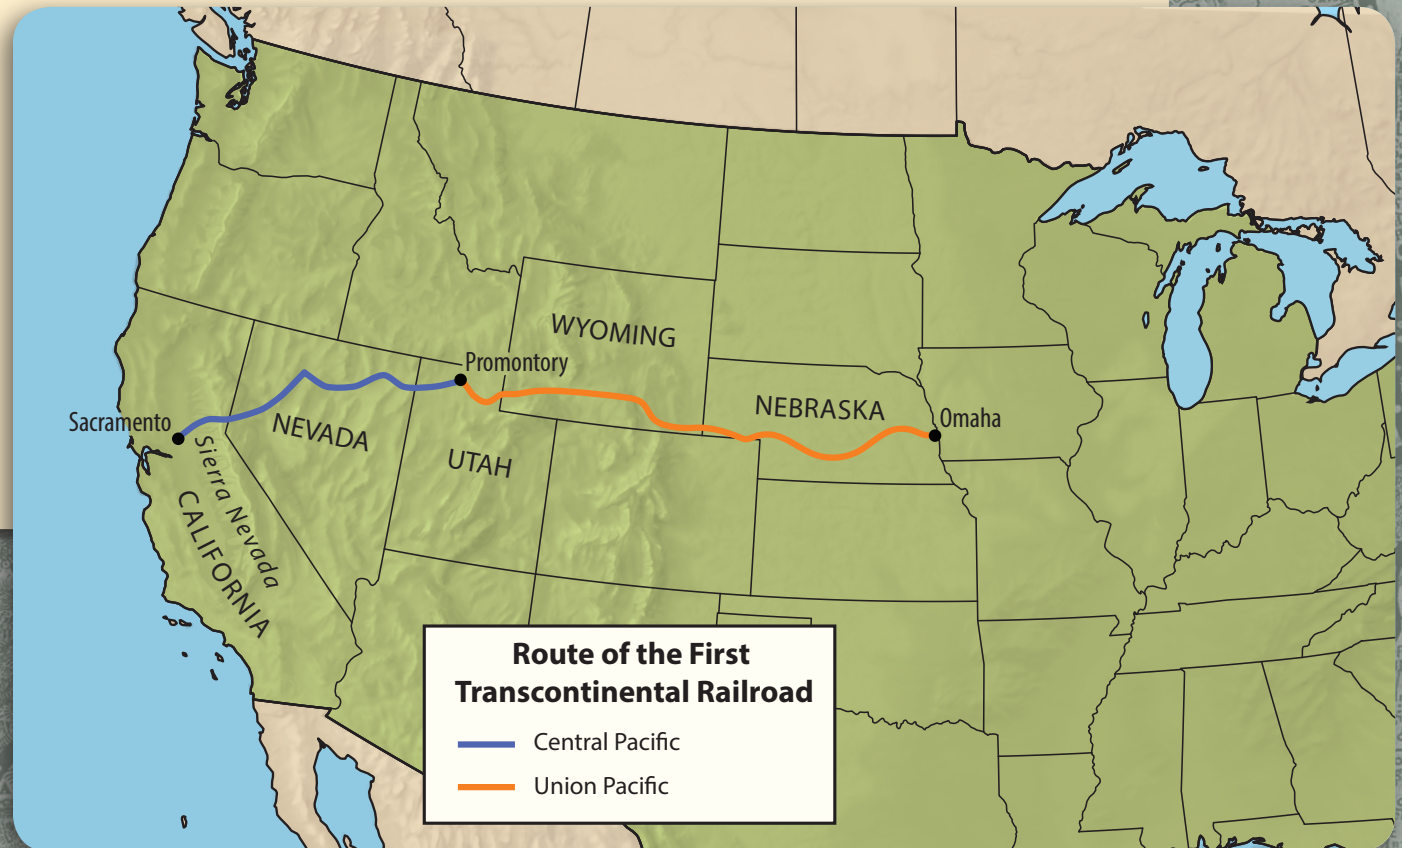 WYOMING
Promontory
Sacramento
NEVADA
NEBRASKA
Omaha
UTAH
Sierra Nevada
CALIFORNIA
Route of the First
Transcontinental Railroad
Central Pacific
Union Pacific